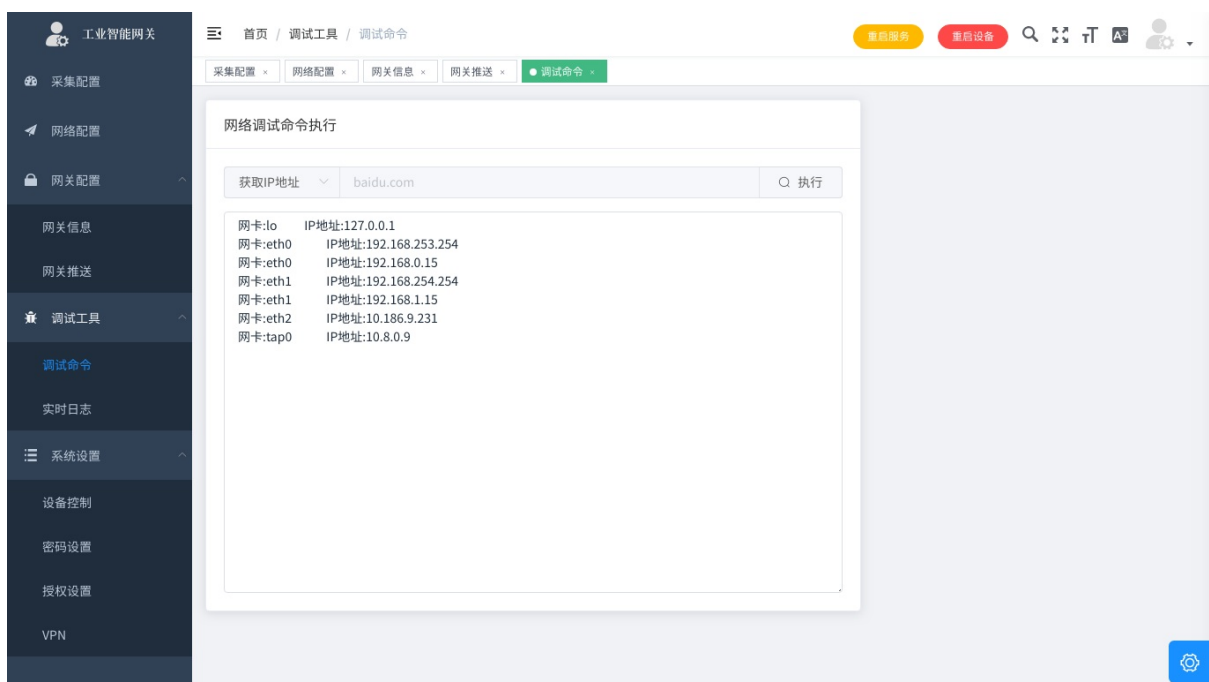 工业智能网关
首页 / 调试工具 / 调试命令
重启服务
重启设备
采集配置 ×
网络配置 ×
网关信息 ×
网关推送 ×
调试命令 ×
采集配置
网络配置
网关配置
网关信息
网关推送
调试工具
调试命令
实时日志
系统设置
设备控制
密码设置
授权设置
VPN
网络调试命令执行
获取IP地址
baidu.com
执行
网卡:lo IP地址:127.0.0.1
网卡:eth0 IP地址:192.168.253.254
网卡:eth0 IP地址:192.168.0.15
网卡:eth1 IP地址:192.168.254.254
网卡:eth1 IP地址:192.168.1.15
网卡:eth2 IP地址:10.186.9.231
网卡:tap0 IP地址:10.8.0.9